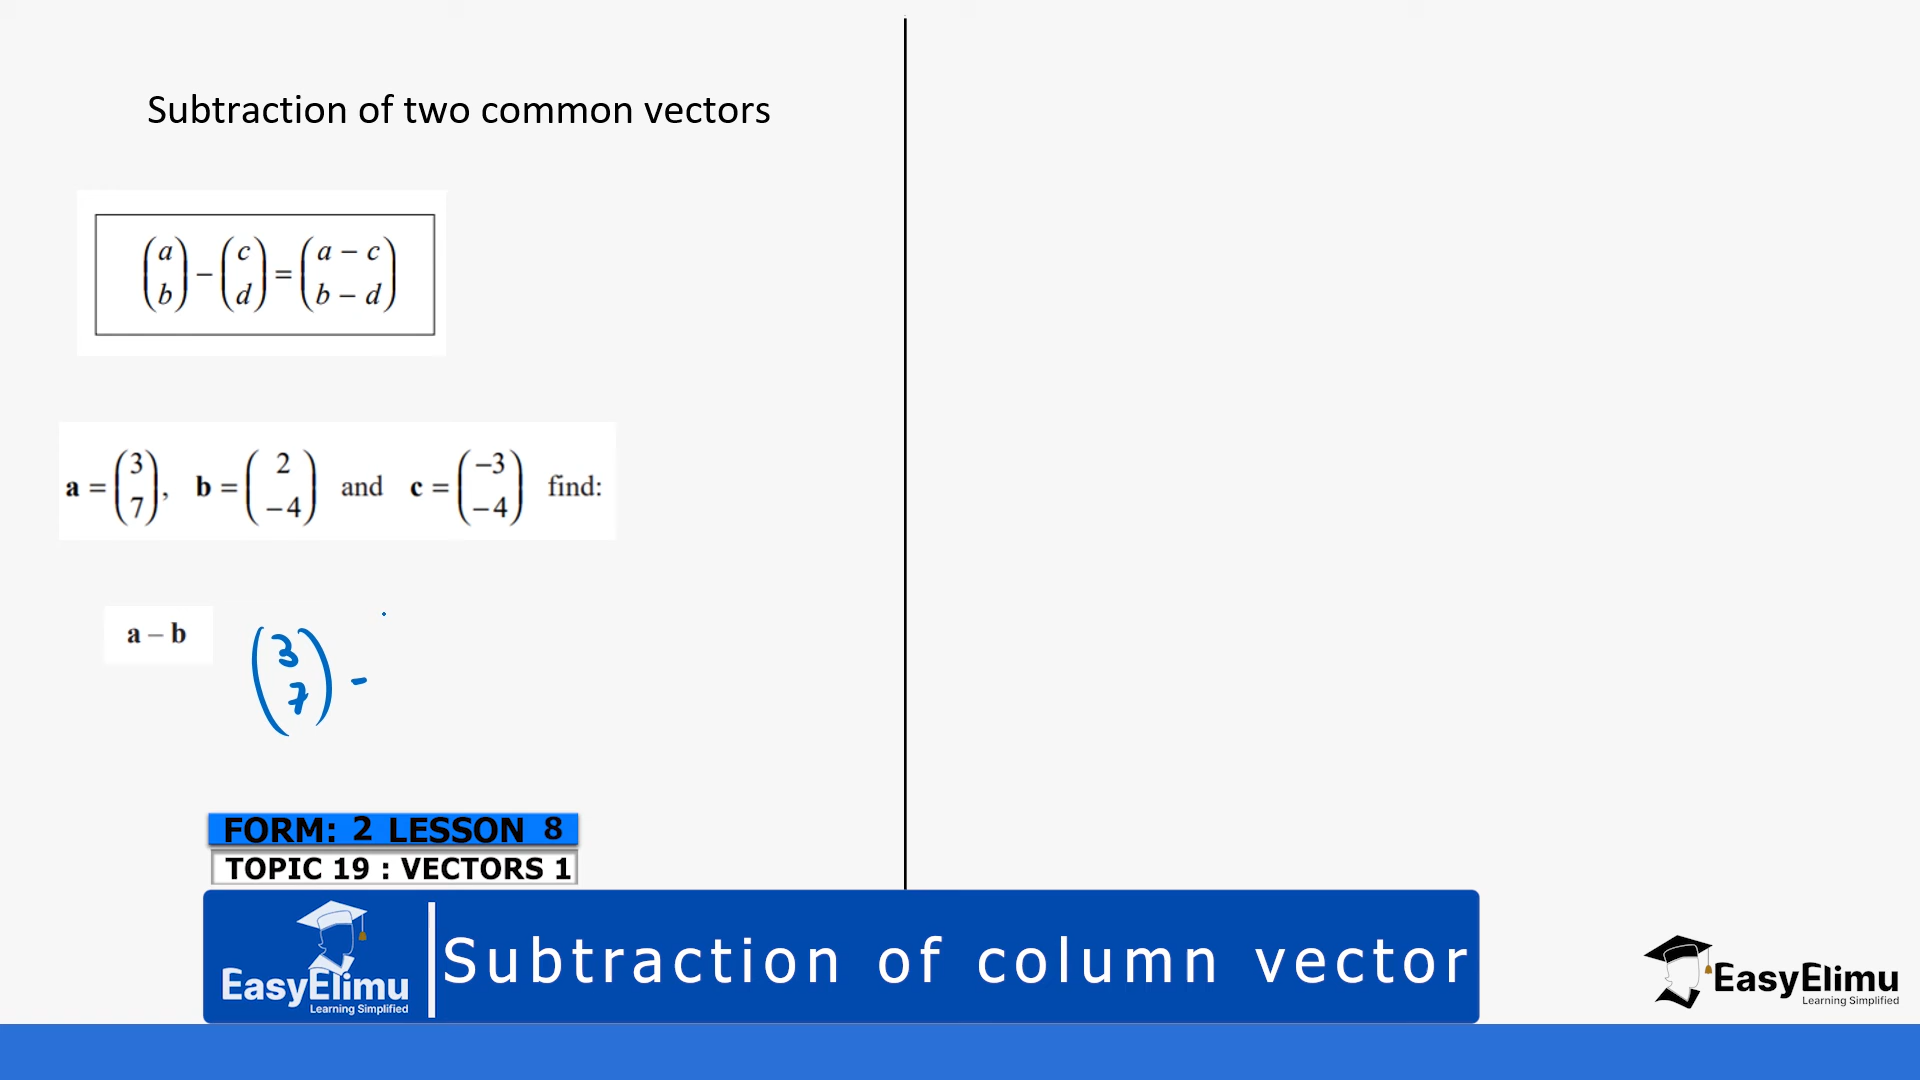 Subtraction of two common vectors
(a b) − (c d) = (a − c b − d)
a = (3 7), b = (2 −4) and c = (−3 −4) find:
a − b (3 7) -
FORM: 2 LESSON 8
TOPIC 19 : VECTORS 1
EasyElimu
Learning Simplified
Subtraction of column vector
EasyElimu
Learning Simplified